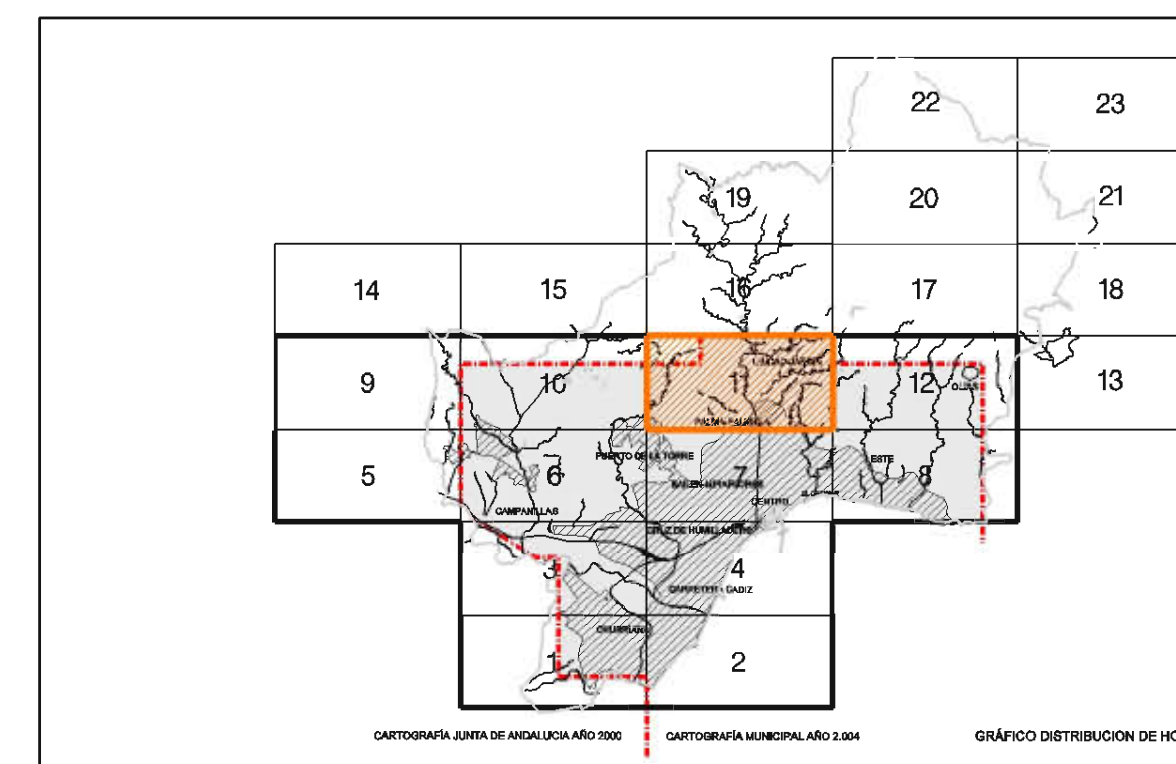 22 23
19 20 21
14 15 16 17 18
9 10 11 12 13
OLIAS
PUERTO DE LA TORRE
ESTE
5 6 7 8
CENTRO
CAMPANILLAS
CRUZ DE HUMILLADERO
3 4
CHURRIANA
1 2
CARTOGRAFÍA JUNTA DE ANDALUCIA AÑO 2000 CARTOGRAFÍA MUNICIPAL AÑO 2.004 GRÁFICO DISTRIBUCION DE HO